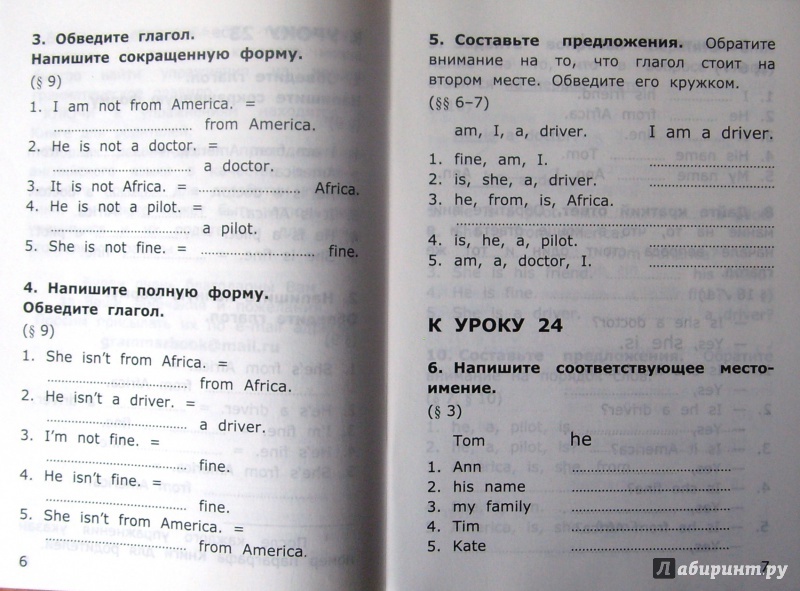 3. Обведите глагол.
Напишите сокращенную форму.
(§ 9)
1. I am not from America. =
.............................. from America.
2. He is not a doctor. =
.............................. a doctor.
3. It is not Africa. = ..................... Africa.
4. He is not a pilot. =
.............................. a pilot.
5. She is not fine. = ..................... fine.
4. Напишите полную форму.
Обведите глагол.
(§ 9)
1. She isn't from Africa. =
.............................. from Africa.
2. He isn't a driver. =
.............................. a driver.
3. I'm not fine. =
.............................. fine.
4. He isn't fine. =
.............................. fine.
5. She isn't from America. =
.............................. from America.
6
5. Составьте предложения. Обратите
внимание на то, что глагол стоит на
втором месте. Обведите его кружком.
(§§ 6–7)
am, I, a, driver. I am a driver.
1. fine, am, I. ..............................
2. is, she, a, driver. ..............................
3. he, from, is, Africa.
..............................
4. is, he, a, pilot. ..............................
5. am, a, doctor, I. ..............................
К УРОКУ 24
6. Напишите соответствующее место-
имение.
(§ 3)
Tom he
1. Ann ..............................
2. his name ..............................
3. my family ..............................
4. Tim ..............................
5. Kate ..............................
7
Лабиринт.ру